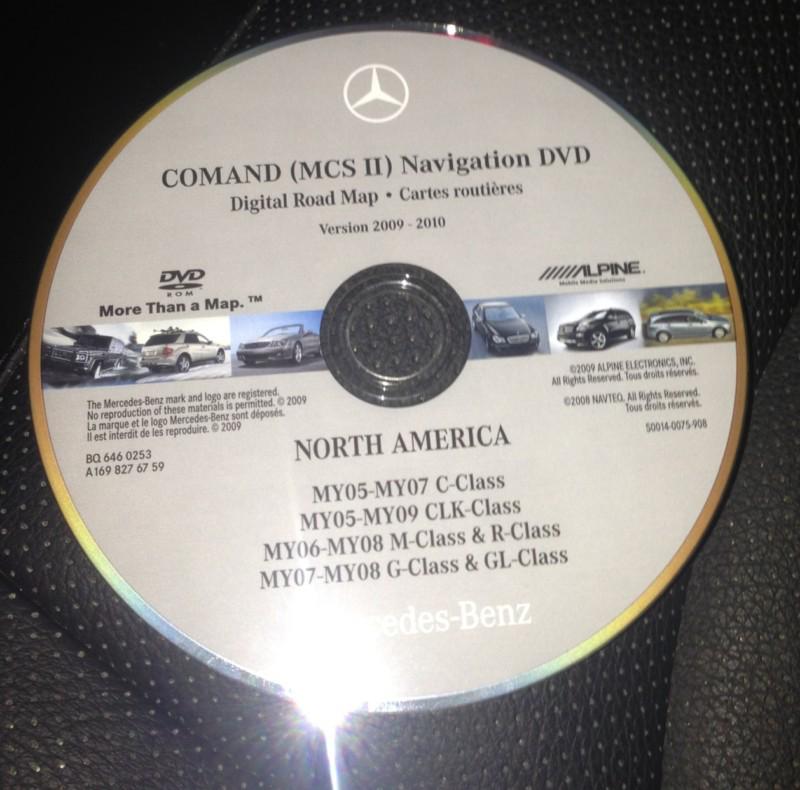 COMAND (MCS II) Navigation DVD
Digital Road Map • Cartes routières
Version 2009 - 2010
DVD
ROM
More Than a Map.™
ALPINE.
Mobile Media Solutions
©2009 ALPINE ELECTRONICS, INC.
All Rights Reserved. Tous droits réservés.
©2008 NAVTEQ. All Rights Reserved.
Tous droits réservés.
50014-0075-908
The Mercedes-Benz mark and logo are registered.
No reproduction of these materials is permitted. © 2009
La marque et le logo Mercedes-Benz sont déposés.
Il est interdit de les reproduire. © 2009
BQ 646 0253
A 169 827 67 59
NORTH AMERICA
MY05-MY07 C-Class
MY05-MY09 CLK-Class
MY06-MY08 M-Class & R-Class
MY07-MY08 G-Class & GL-Class
edes-Benz